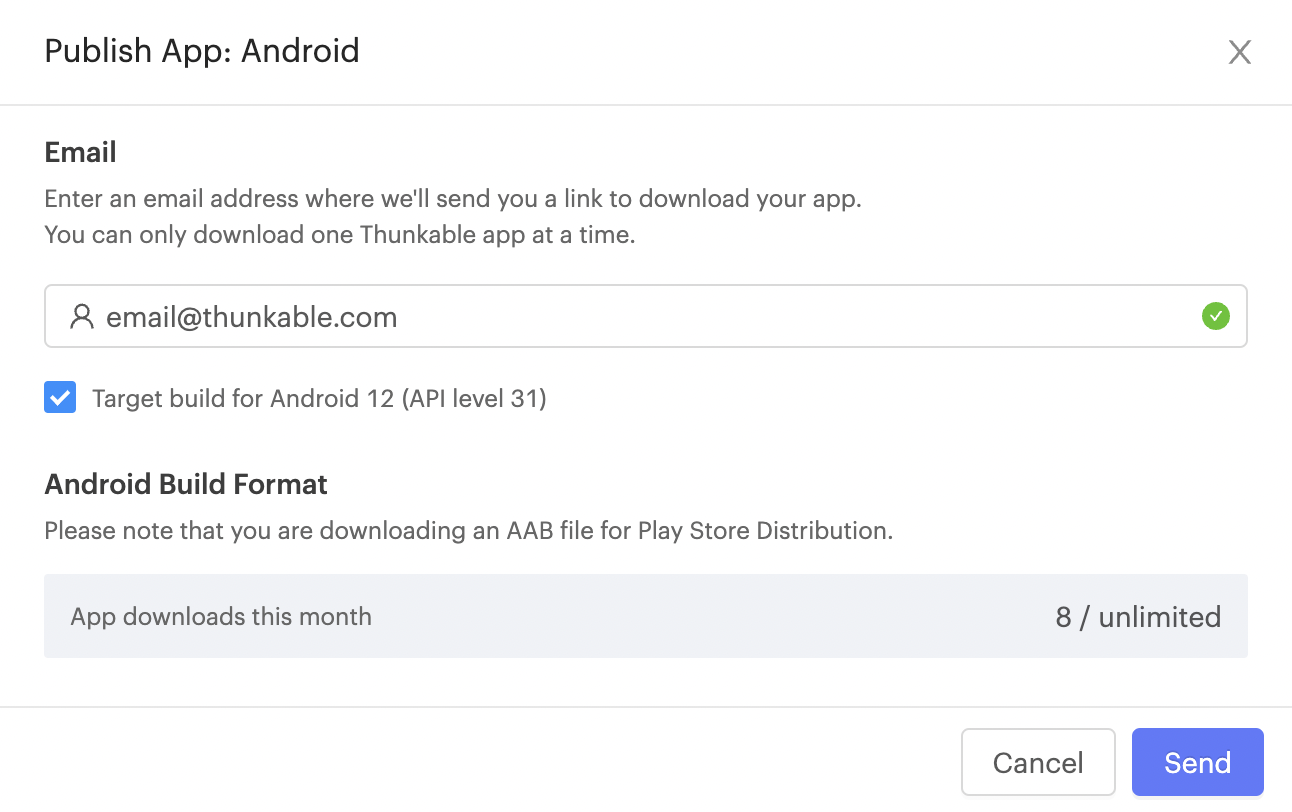 Publish App: Android
Email
Enter an email address where we'll send you a link to download your app.
You can only download one Thunkable app at a time.
email@thunkable.com
Target build for Android 12 (API level 31)
Android Build Format
Please note that you are downloading an AAB file for Play Store Distribution.
App downloads this month 8 / unlimited
Cancel Send